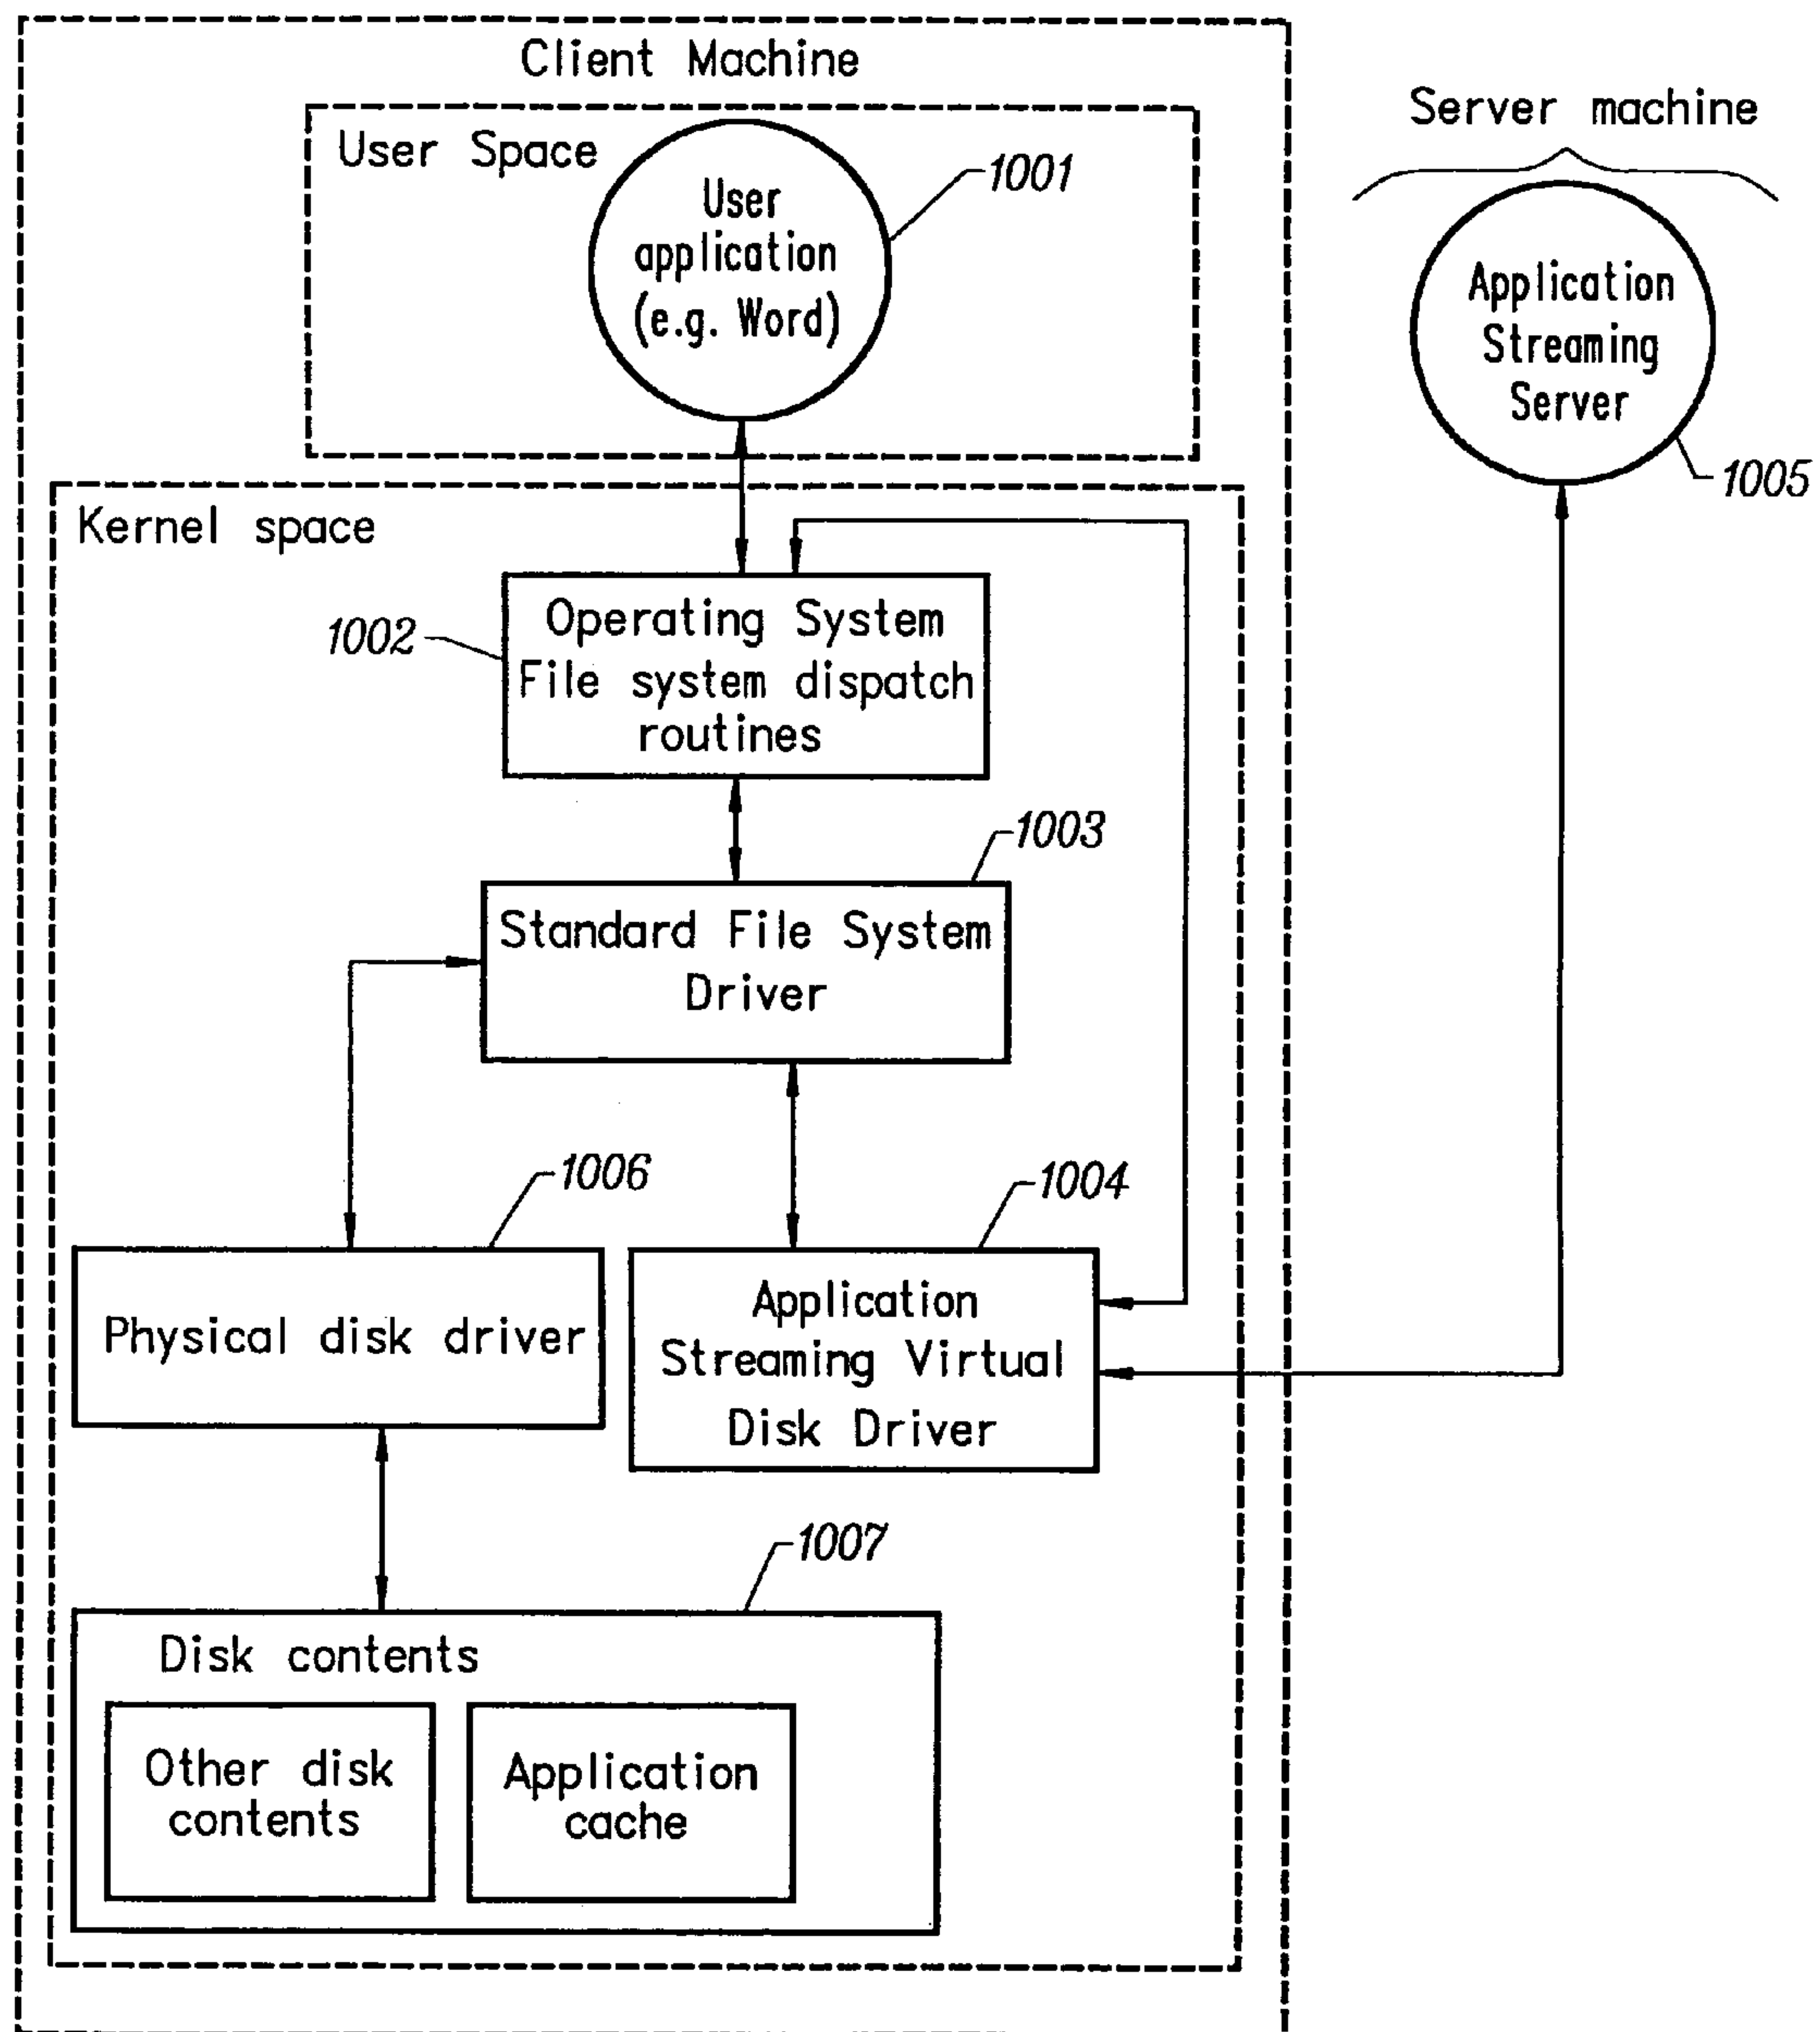 Client Machine
Server machine
User Space
1001
User
application
(e.g. Word)
Application
Streaming
Server
1005
Kernel space
1002
Operating System
File system dispatch
routines
1003
Standard File System
Driver
1006
1004
Physical disk driver
Application
Streaming Virtual
Disk Driver
1007
Disk contents
Other disk
contents
Application
cache